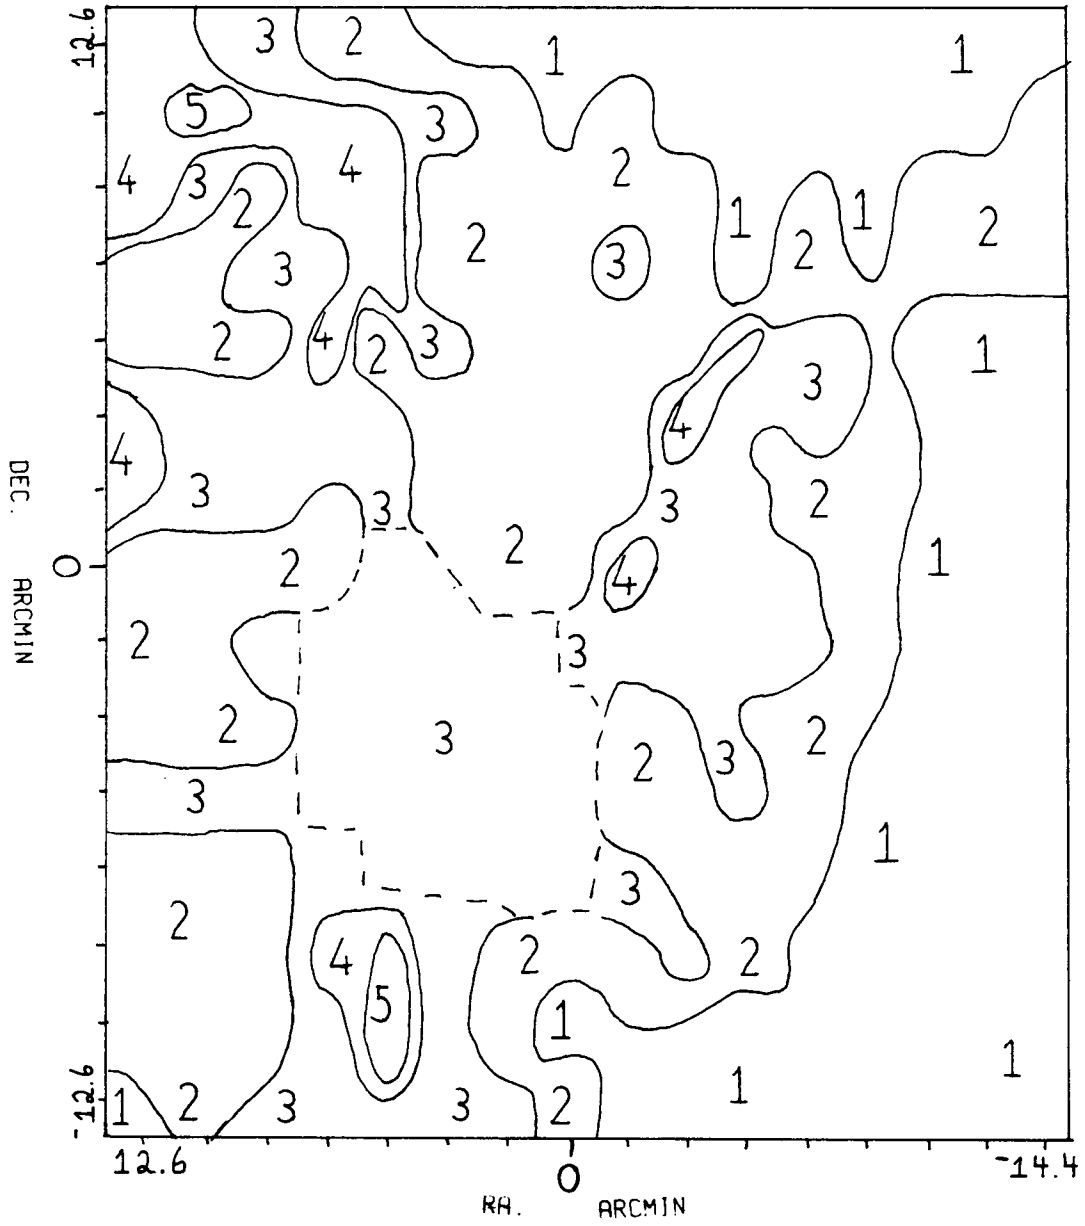 12.6
3 2 1 1
5 3
4 3 4 2
2 1 2 1 2
2 3 3
2 4 2 3 1
3
4 4
3 3 3 2
DEC. ARCMIN
0
2 2 4 1
2 3
2 3 2 3 2
3
1
2 3
4 2 2
5 1
1
-12.6
1 2 3 3 2 1
12.6 0 -14.4
RA. ARCMIN